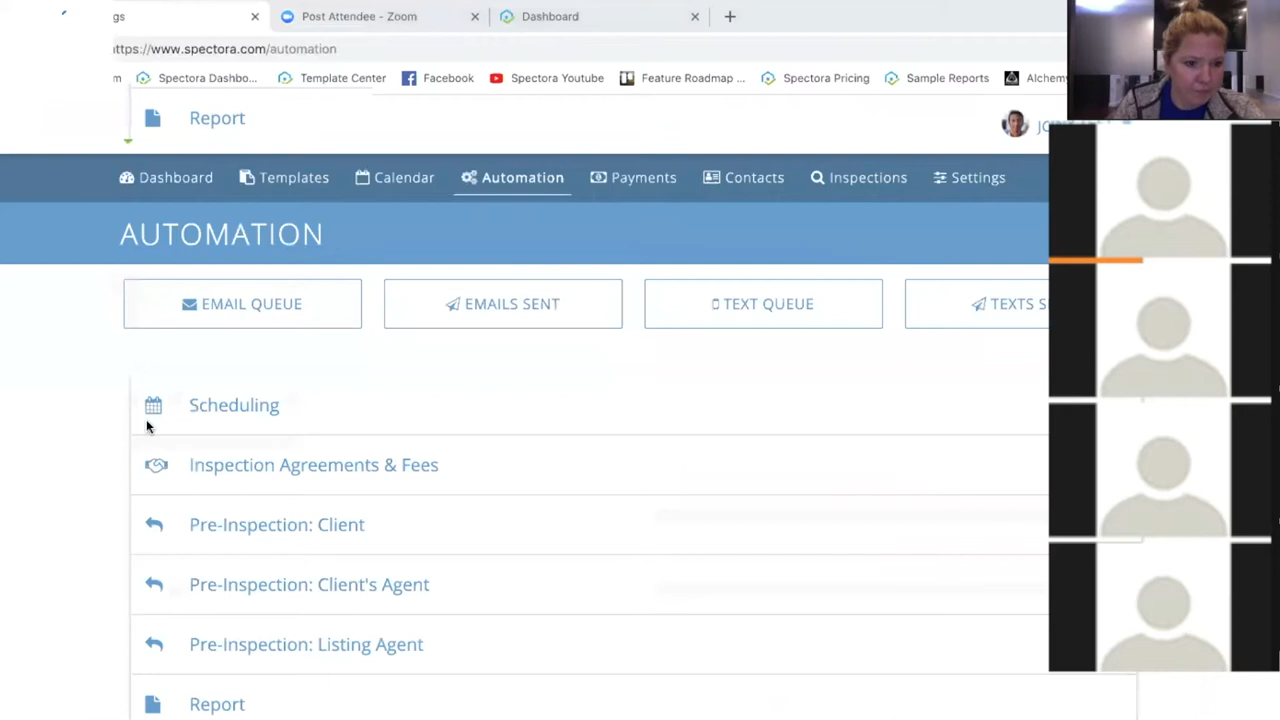 gs
Post Attendee - Zoom
Dashboard
https://www.spectora.com/automation
Spectora Dashbo...
Template Center
Facebook
Spectora Youtube
Feature Roadmap ...
Spectora Pricing
Sample Reports
Alchemy
Report
Dashboard
Templates
Calendar
Automation
Payments
Contacts
Inspections
Settings
AUTOMATION
EMAIL QUEUE
EMAILS SENT
TEXT QUEUE
TEXTS S
Scheduling
Inspection Agreements & Fees
Pre-Inspection: Client
Pre-Inspection: Client's Agent
Pre-Inspection: Listing Agent
Report